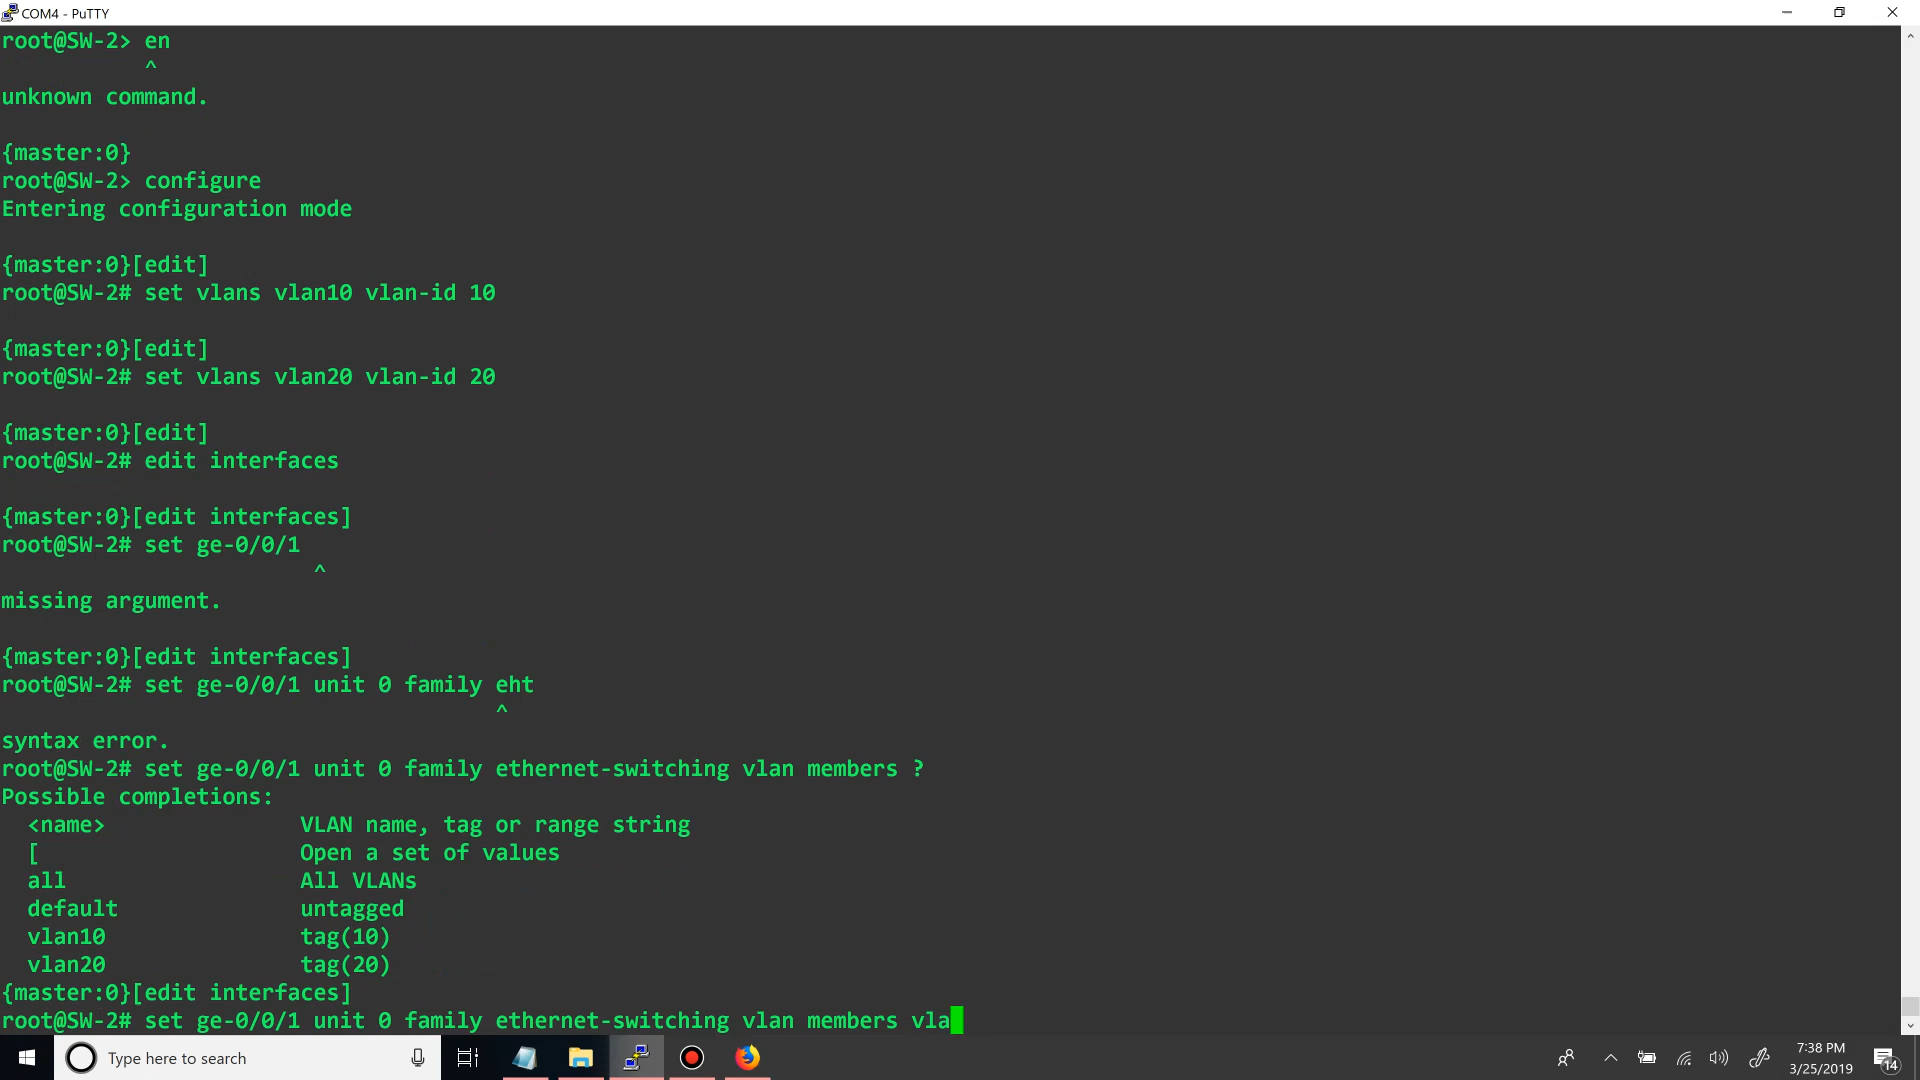 COM4 - PuTTY
root@SW-2> en
^
unknown command.
{master:0}
root@SW-2> configure
Entering configuration mode
{master:0}[edit]
root@SW-2# set vlans vlan10 vlan-id 10
{master:0}[edit]
root@SW-2# set vlans vlan20 vlan-id 20
{master:0}[edit]
root@SW-2# edit interfaces
{master:0}[edit interfaces]
root@SW-2# set ge-0/0/1
^
missing argument.
{master:0}[edit interfaces]
root@SW-2# set ge-0/0/1 unit 0 family eht
^
syntax error.
root@SW-2# set ge-0/0/1 unit 0 family ethernet-switching vlan members ?
Possible completions:
<name> VLAN name, tag or range string
[ Open a set of values
all All VLANs
default untagged
vlan10 tag(10)
vlan20 tag(20)
{master:0}[edit interfaces]
root@SW-2# set ge-0/0/1 unit 0 family ethernet-switching vlan members vla
Type here to search
7:38 PM
3/25/2019
14